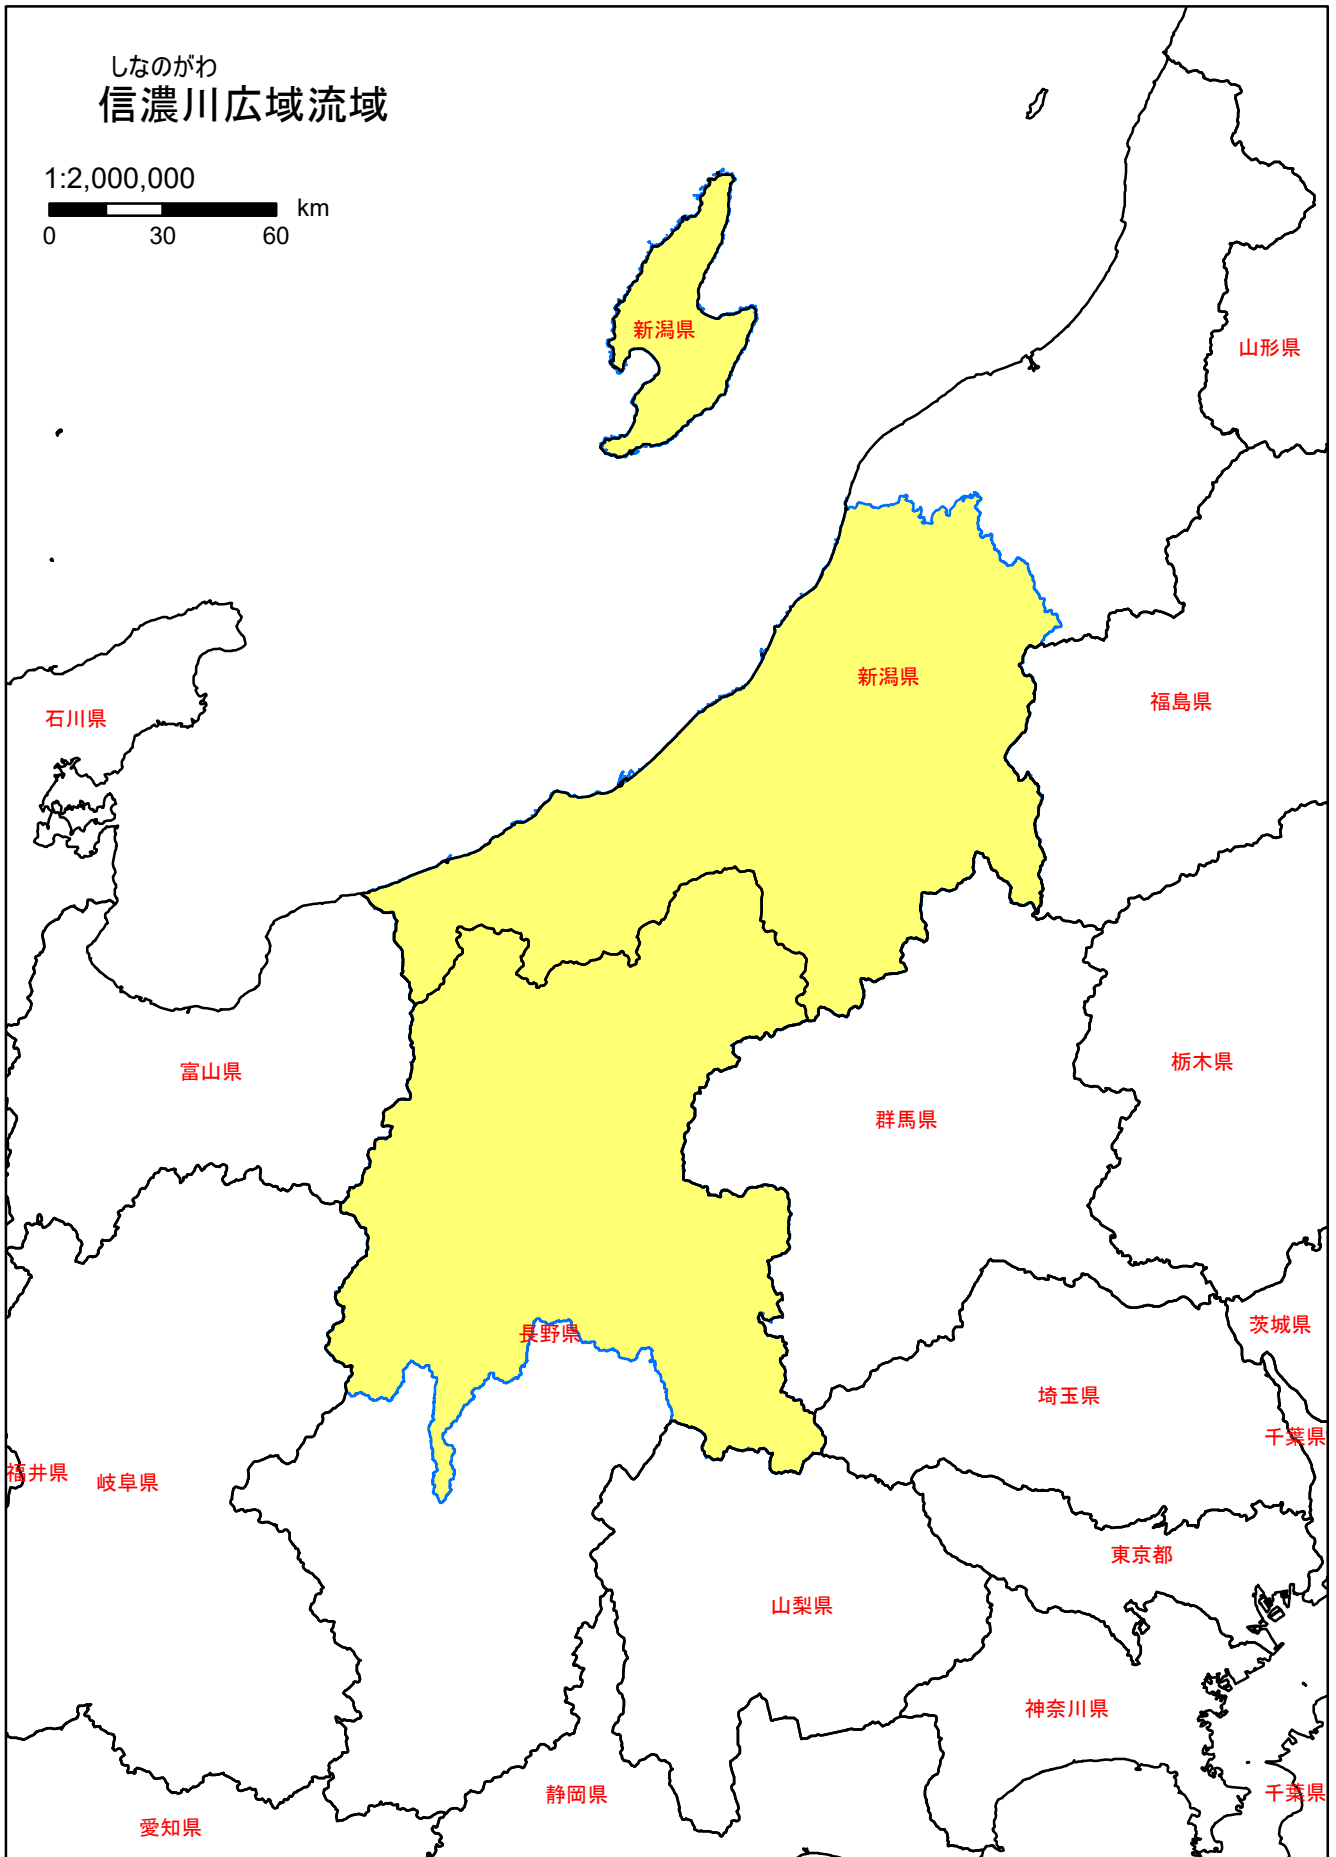 しなのがわ
信濃川広域流域
1:2,000,000
km
0 30 60
新潟県
山形県
新潟県
福島県
石川県
富山県
栃木県
群馬県
茨城県
長野県
埼玉県
千葉県
福井県
岐阜県
東京都
山梨県
神奈川県
静岡県
千葉県
愛知県